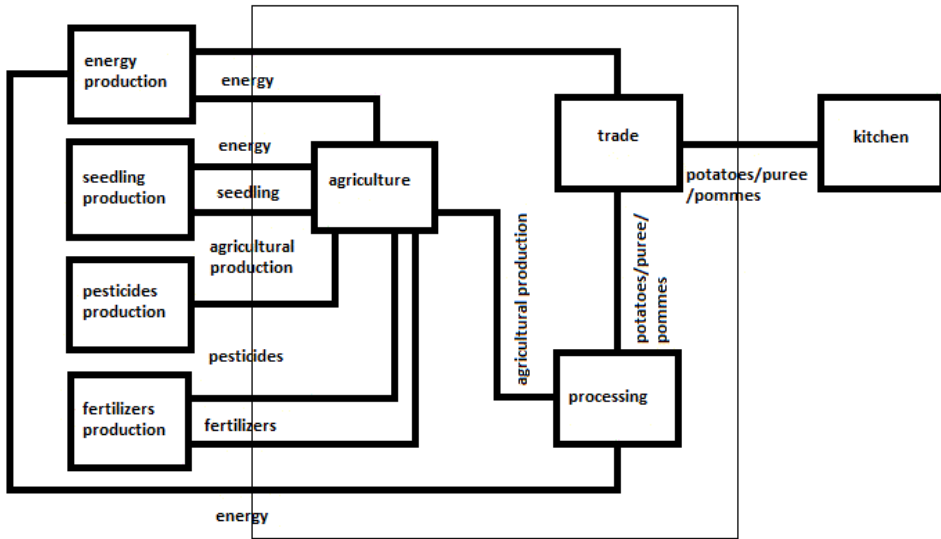 energy
production
energy
energy
seedling
production
seedling
agriculture
agricultural
production
pesticides
production
pesticides
fertilizers
production
fertilizers
energy
agricultural production
trade
kitchen
potatoes/puree
/pommes
potatoes/puree/
pommes
processing